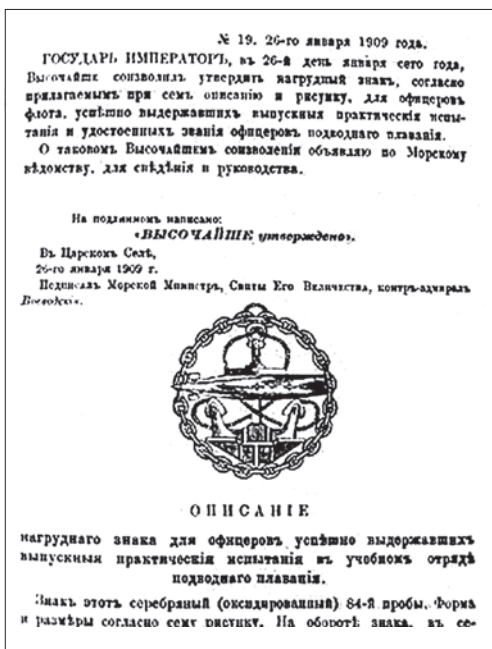 № 19. 26-го января 1909 года.
ГОСУДАРЬ ИМПЕРАТОРЪ, въ 26-й день января сего года,
Высочайше соизволилъ утвердить нагрудный знакъ, согласно
прилагаемымъ при семъ описанію и рисунку, для офицеровъ
флота, успѣшно выдержавшихъ выпускныя практическія испы-
танія и удостоенныхъ званія офицеровъ подводнаго плаванія.
О таковомъ Высочайшемъ соизволеніи объявляю по Морскому
вѣдомству, для свѣдѣнія и руководства.
На подлинномъ написано:
«ВЫСОЧАЙШЕ утверждено».
Въ Царскомъ Селѣ,
26-го января 1909 г.
Подписалъ Морской Министръ, Свиты Его Величества, контръ-адмиралъ
Воеводскій.
ОПИСАНІЕ
нагруднаго знака для офицеровъ успѣшно выдержавшихъ
выпускныя практическія испытанія въ учебномъ отрядѣ
подводнаго плаванія.
Знакъ этотъ серебряный (оксидированный) 84-й пробы. Форма
и размѣры согласно сему рисунку. На оборотѣ знака, въ се-